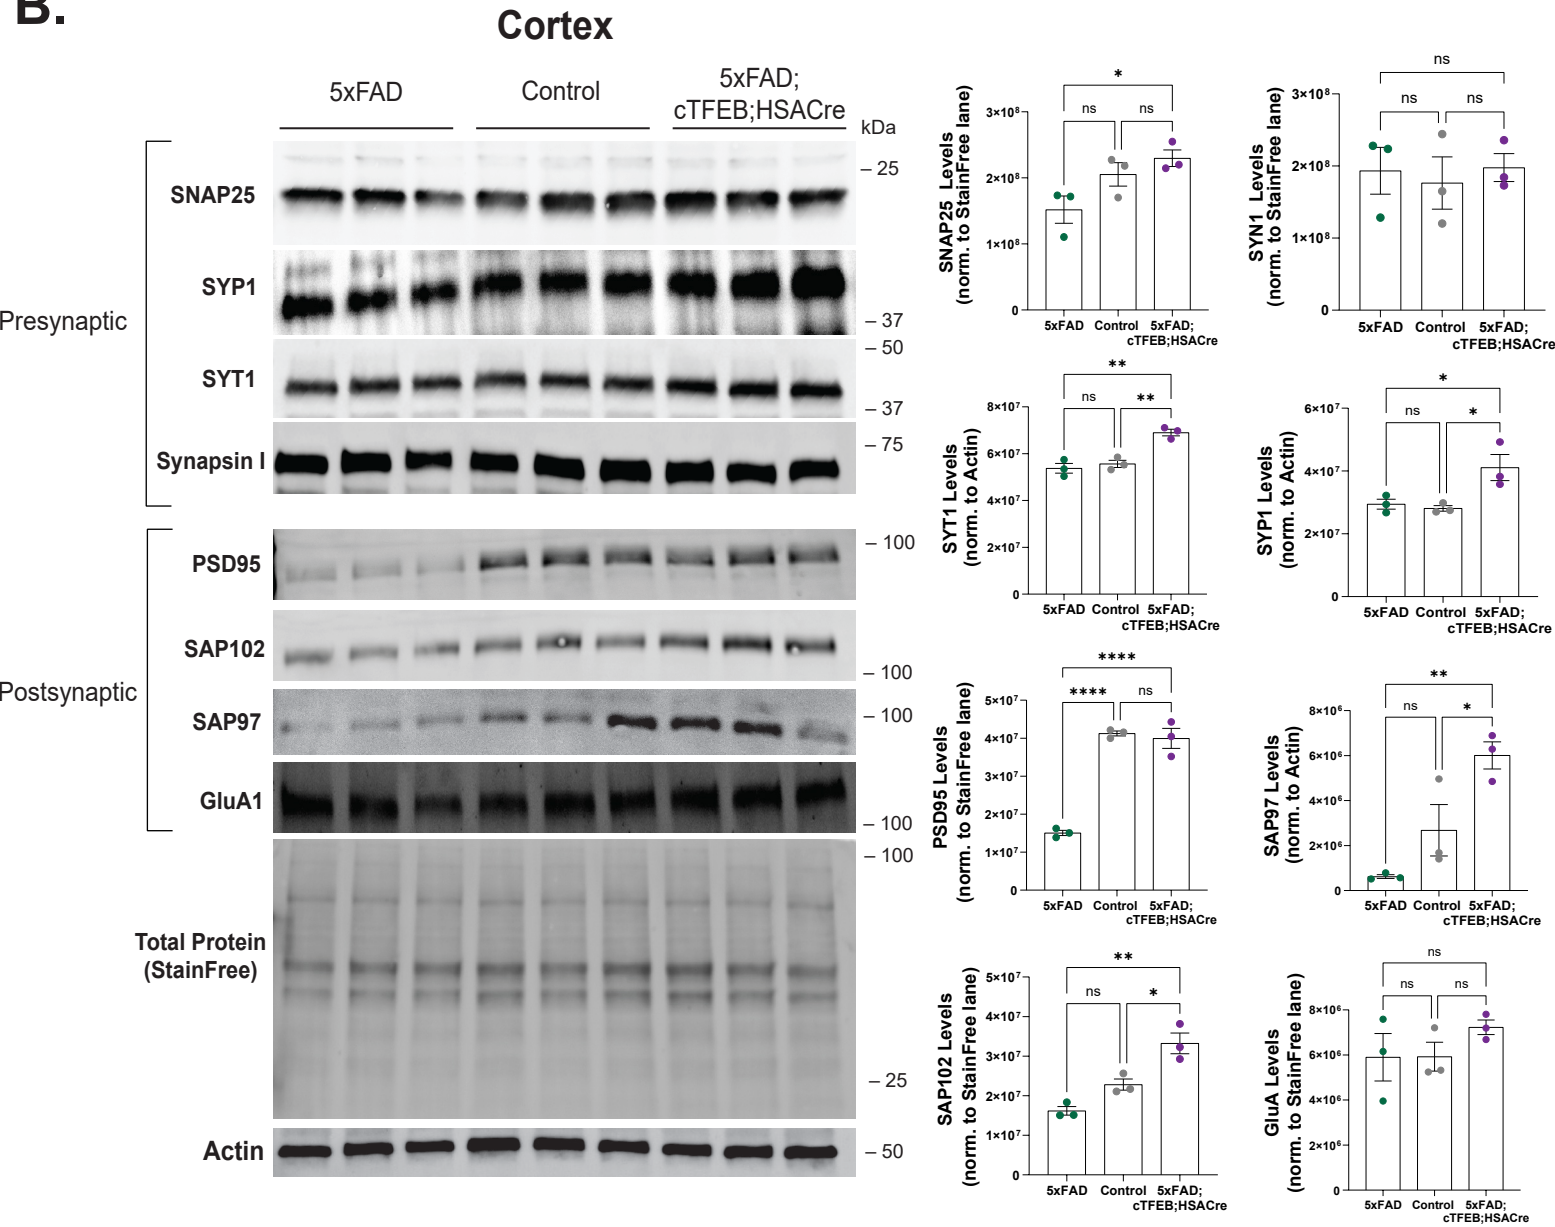 B.
Cortex
5xFAD
Control
5xFAD;
cTFEB;HSACre
kDa
Presynaptic
SNAP25
– 25
SYP1
– 37
– 50
SYT1
– 37
– 75
Synapsin I
Postsynaptic
– 100
PSD95
SAP102
– 100
SAP97
– 100
GluA1
– 100
– 100
Total Protein
(StainFree)
– 25
Actin
– 50
SNAP25 Levels
(norm. to StainFree lane)
3×10⁸
2×10⁸
1×10⁸
0
*
ns
ns
5xFAD
Control
5xFAD;
cTFEB;HSACre
SYN1 Levels
(norm. to StainFree lane)
3×10⁸
2×10⁸
1×10⁸
0
ns
ns
ns
5xFAD
Control
5xFAD;
cTFEB;HSACre
SYT1 Levels
(norm. to Actin)
8×10⁷
6×10⁷
4×10⁷
2×10⁷
0
**
ns
**
5xFAD
Control
5xFAD;
cTFEB;HSACre
SYP1 Levels
(norm. to Actin)
6×10⁷
4×10⁷
2×10⁷
0
*
ns
*
5xFAD
Control
5xFAD;
cTFEB;HSACre
PSD95 Levels
(norm. to StainFree lane)
5×10⁷
4×10⁷
3×10⁷
2×10⁷
1×10⁷
0
****
****
ns
5xFAD
Control
5xFAD;
cTFEB;HSACre
SAP97 Levels
(norm. to Actin)
8×10⁶
6×10⁶
4×10⁶
2×10⁶
0
**
ns
*
5xFAD
Control
5xFAD;
cTFEB;HSACre
SAP102 Levels
(norm. to StainFree lane)
5×10⁷
4×10⁷
3×10⁷
2×10⁷
1×10⁷
0
**
ns
*
5xFAD
Control
5xFAD;
cTFEB;HSACre
GluA Levels
(norm. to StainFree lane)
8×10⁶
6×10⁶
4×10⁶
2×10⁶
0
ns
ns
ns
5xFAD
Control
5xFAD;
cTFEB;HSACre